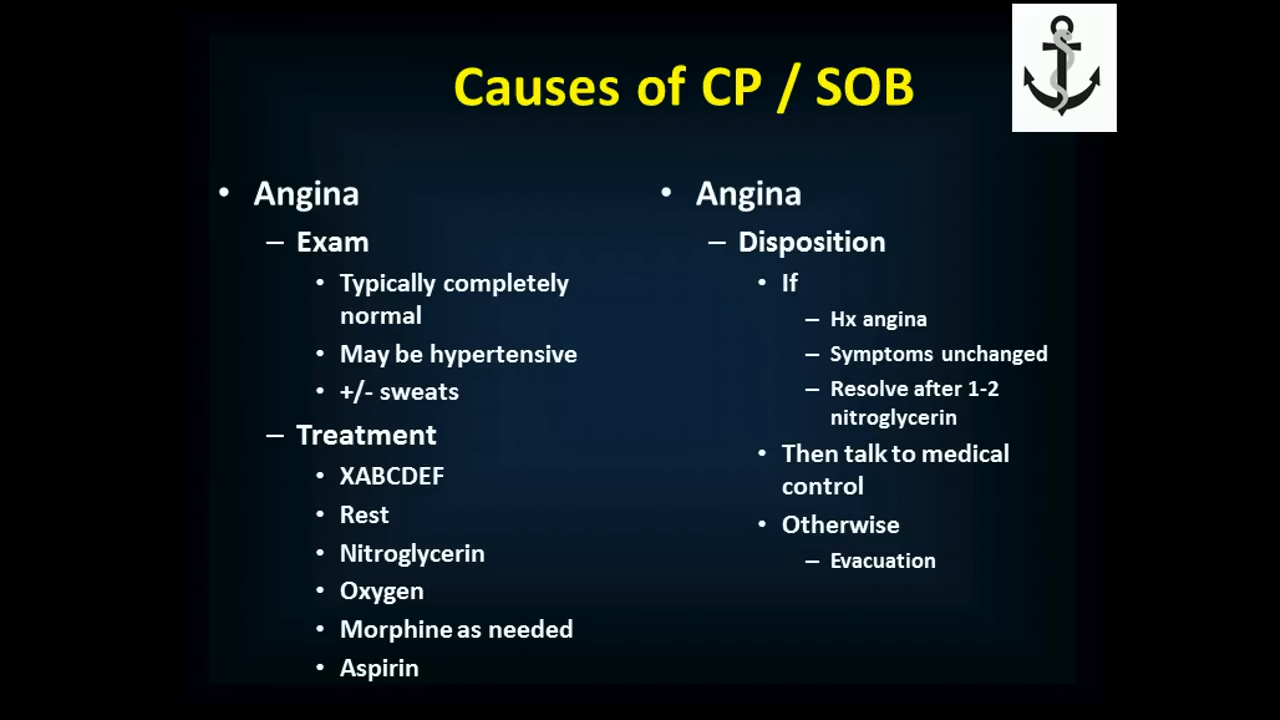 Causes of CP / SOB
• Angina
– Exam
• Typically completely
normal
• May be hypertensive
• +/- sweats
– Treatment
• XABCDEF
• Rest
• Nitroglycerin
• Oxygen
• Morphine as needed
• Aspirin
• Angina
– Disposition
• If
– Hx angina
– Symptoms unchanged
– Resolve after 1-2
nitroglycerin
• Then talk to medical
control
• Otherwise
– Evacuation